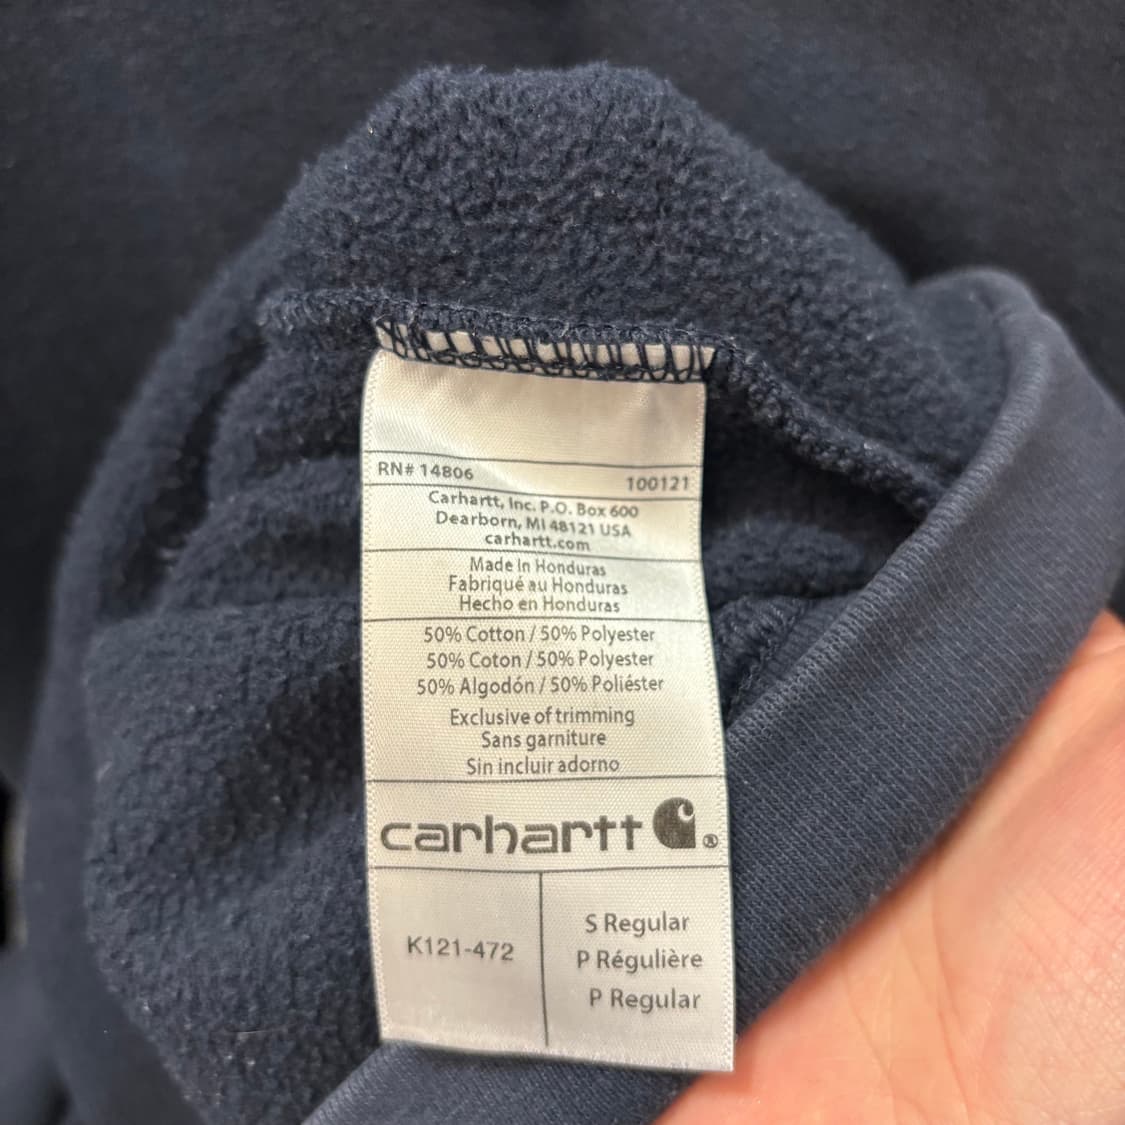 RN# 14806
100121
Carhartt, Inc. P.O. Box 600
Dearborn, MI 48121 USA
carhartt.com
Made in Honduras
Fabriqué au Honduras
Hecho en Honduras
50% Cotton / 50% Polyester
50% Coton / 50% Polyester
50% Algodón / 50% Poliéster
Exclusive of trimming
Sans garniture
Sin incluir adorno
carhartt ®
K121-472
S Regular
P Régulière
P Regular